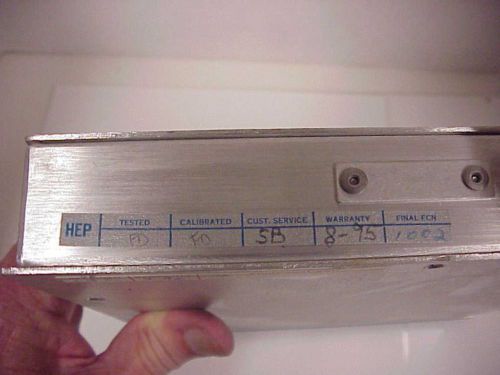 HEP TESTED CALIBRATED CUST. SERVICE WARRANTY FINAL ECN
FD FD SB 8-95 1002